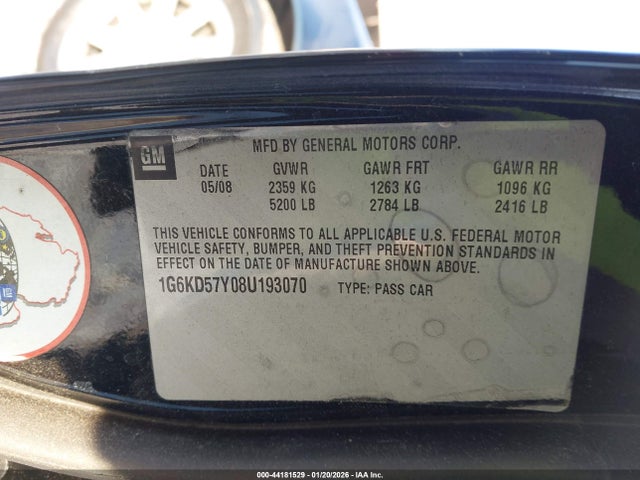 GM
MFD BY GENERAL MOTORS CORP.
DATE GVWR GAWR FRT GAWR RR
05/08 2359 KG 1263 KG 1096 KG
5200 LB 2784 LB 2416 LB
THIS VEHICLE CONFORMS TO ALL APPLICABLE U.S. FEDERAL MOTOR
VEHICLE SAFETY, BUMPER, AND THEFT PREVENTION STANDARDS IN
EFFECT ON THE DATE OF MANUFACTURE SHOWN ABOVE.
1G6KD57Y08U193070 TYPE: PASS CAR
000-44181529 - 01/20/2026 - IAA Inc.